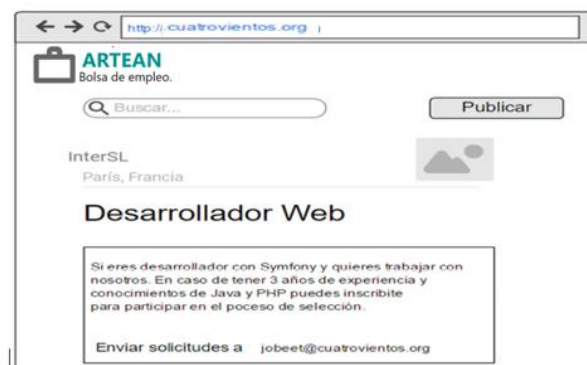 http://.cuatrovientos.org
ARTEAN
Bolsa de empleo.
Buscar...
Publicar
InterSL
París, Francia
Desarrollador Web
Si eres desarrollador con Symfony y quieres trabajar con
nosotros. En caso de tener 3 años de experiencia y
conocimientos de Java y PHP puedes inscribite
para participar en el poceso de selección.
Enviar solicitudes a jobeet@cuatrovientos.org